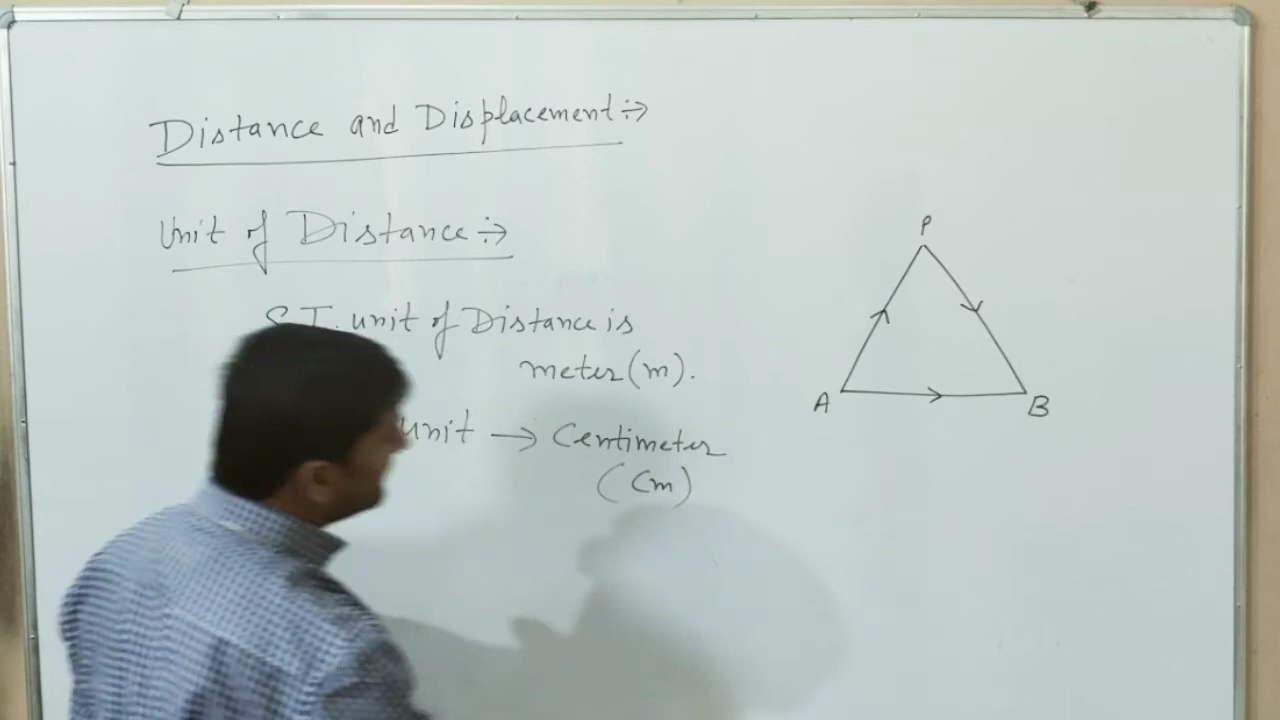 Distance and Displacement:→
Unit of Distance:→
S.I. unit of Distance is
meter (m).
unit → Centimeter
(Cm)
P
A
B